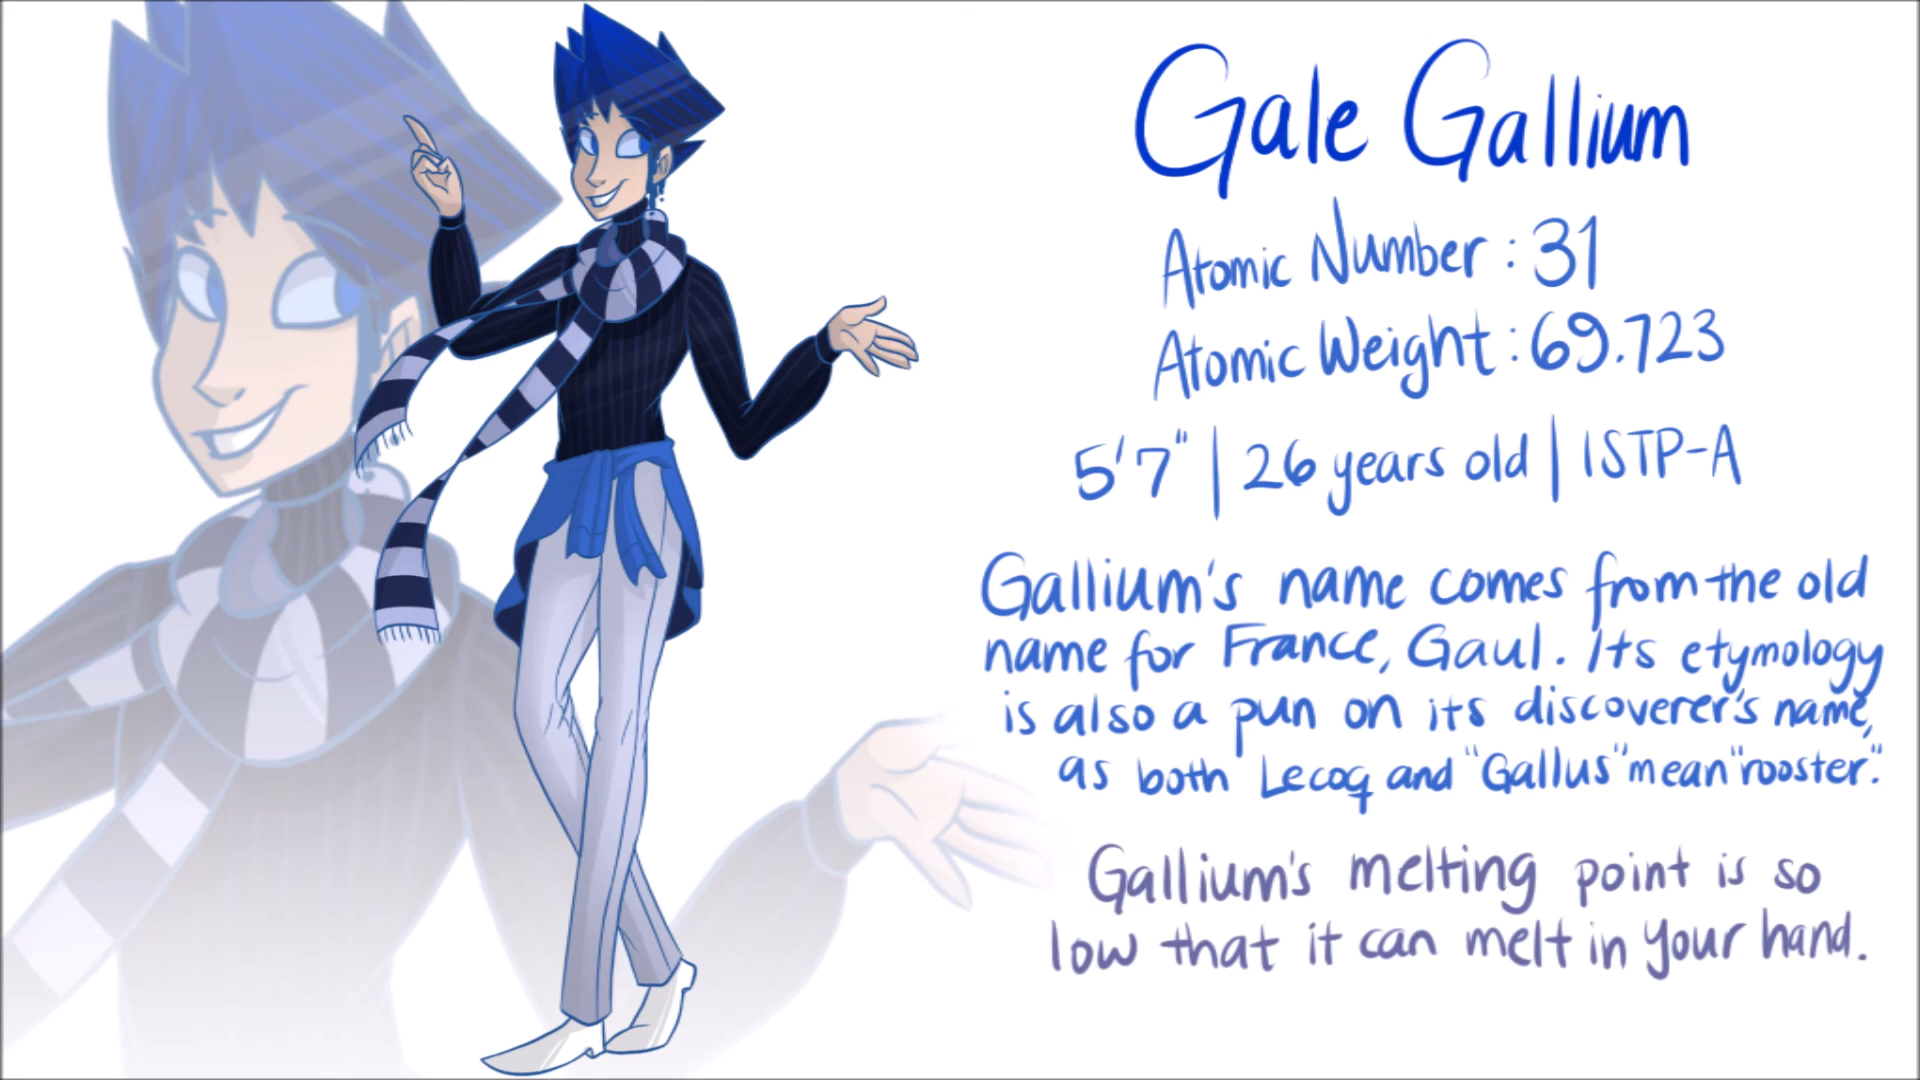 Gale Gallium
Atomic Number: 31
Atomic Weight: 69.723
5'7" | 26 years old | ISTP-A
Gallium's name comes from the old
name for France, Gaul. Its etymology
is also a pun on its discoverer's name,
as both Lecoq and "Gallus" mean "rooster."
Gallium's melting point is so
low that it can melt in your hand.